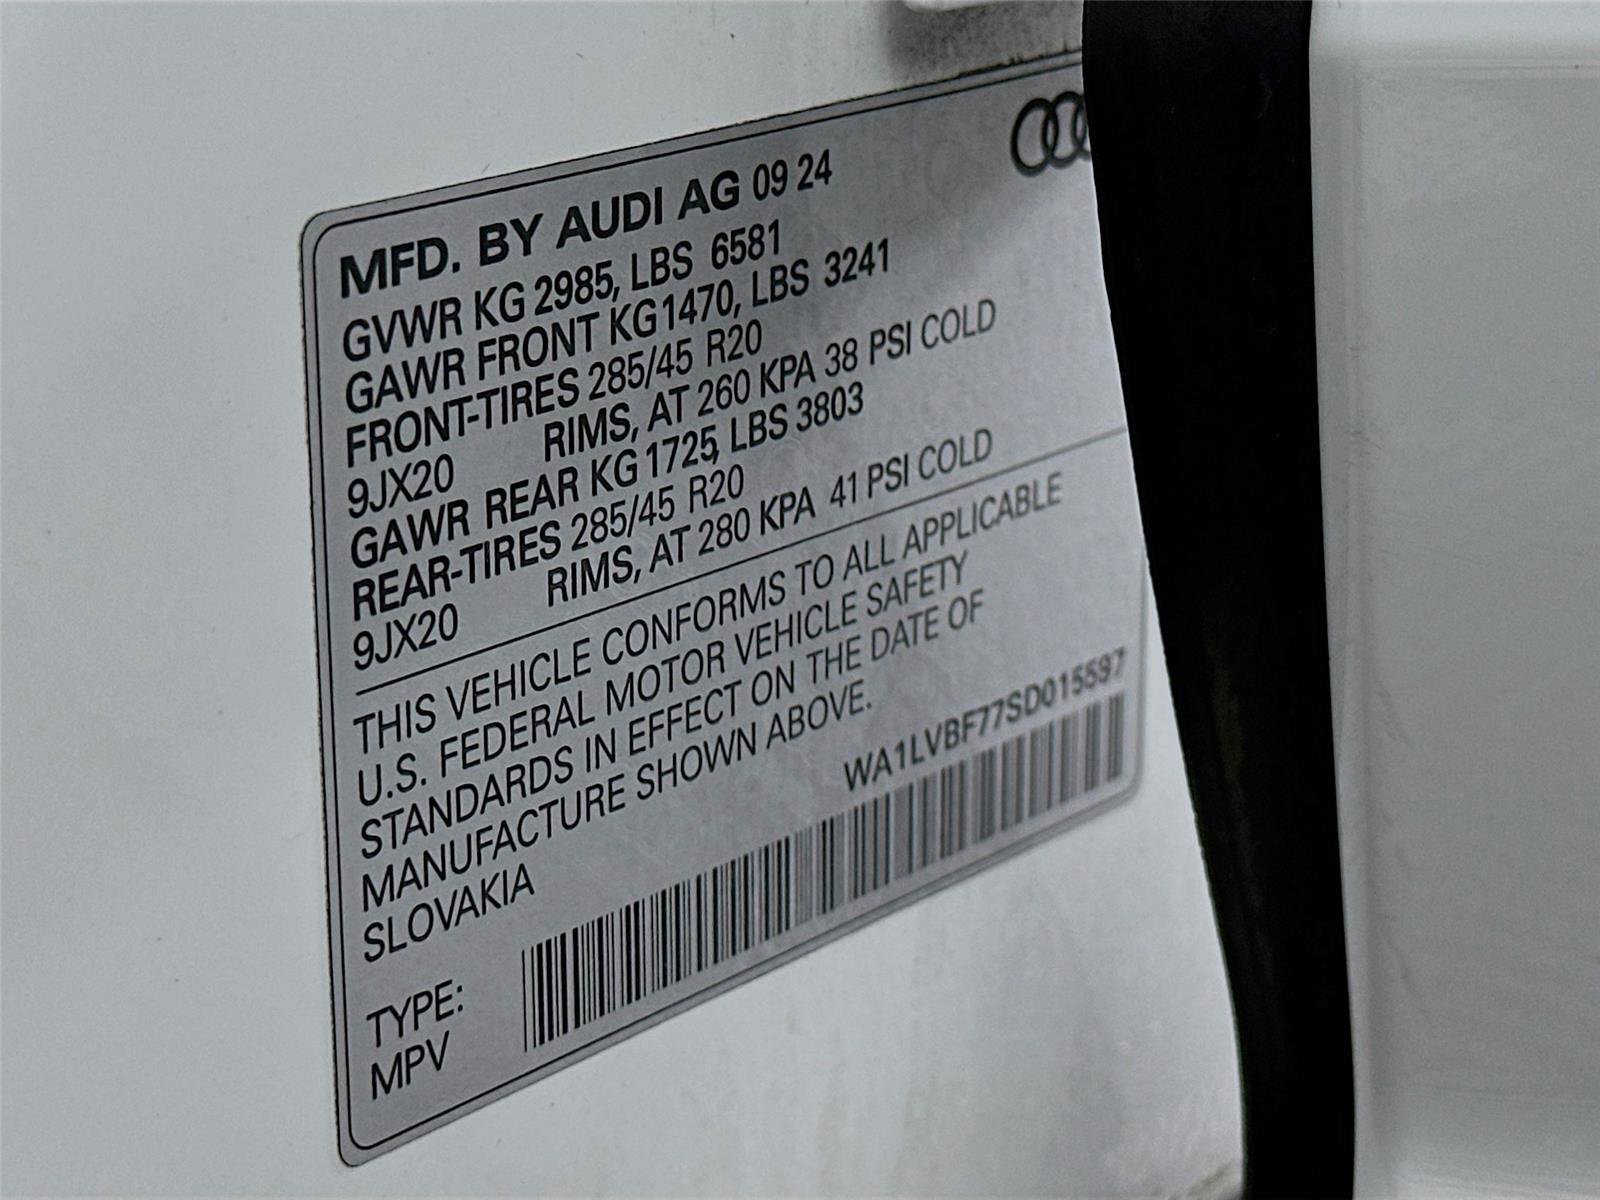 MFD. BY AUDI AG 09 24
GVWR KG 2985, LBS 6581
GAWR FRONT KG 1470, LBS 3241
FRONT-TIRES 285/45 R20
9JX20 RIMS, AT 260 KPA 38 PSI COLD
GAWR REAR KG 1725, LBS 3803
REAR-TIRES 285/45 R20
9JX20 RIMS, AT 280 KPA 41 PSI COLD
THIS VEHICLE CONFORMS TO ALL APPLICABLE
U.S. FEDERAL MOTOR VEHICLE SAFETY
STANDARDS IN EFFECT ON THE DATE OF
MANUFACTURE SHOWN ABOVE.
SLOVAKIA
WA1LVBF77SD015597
TYPE:
MPV